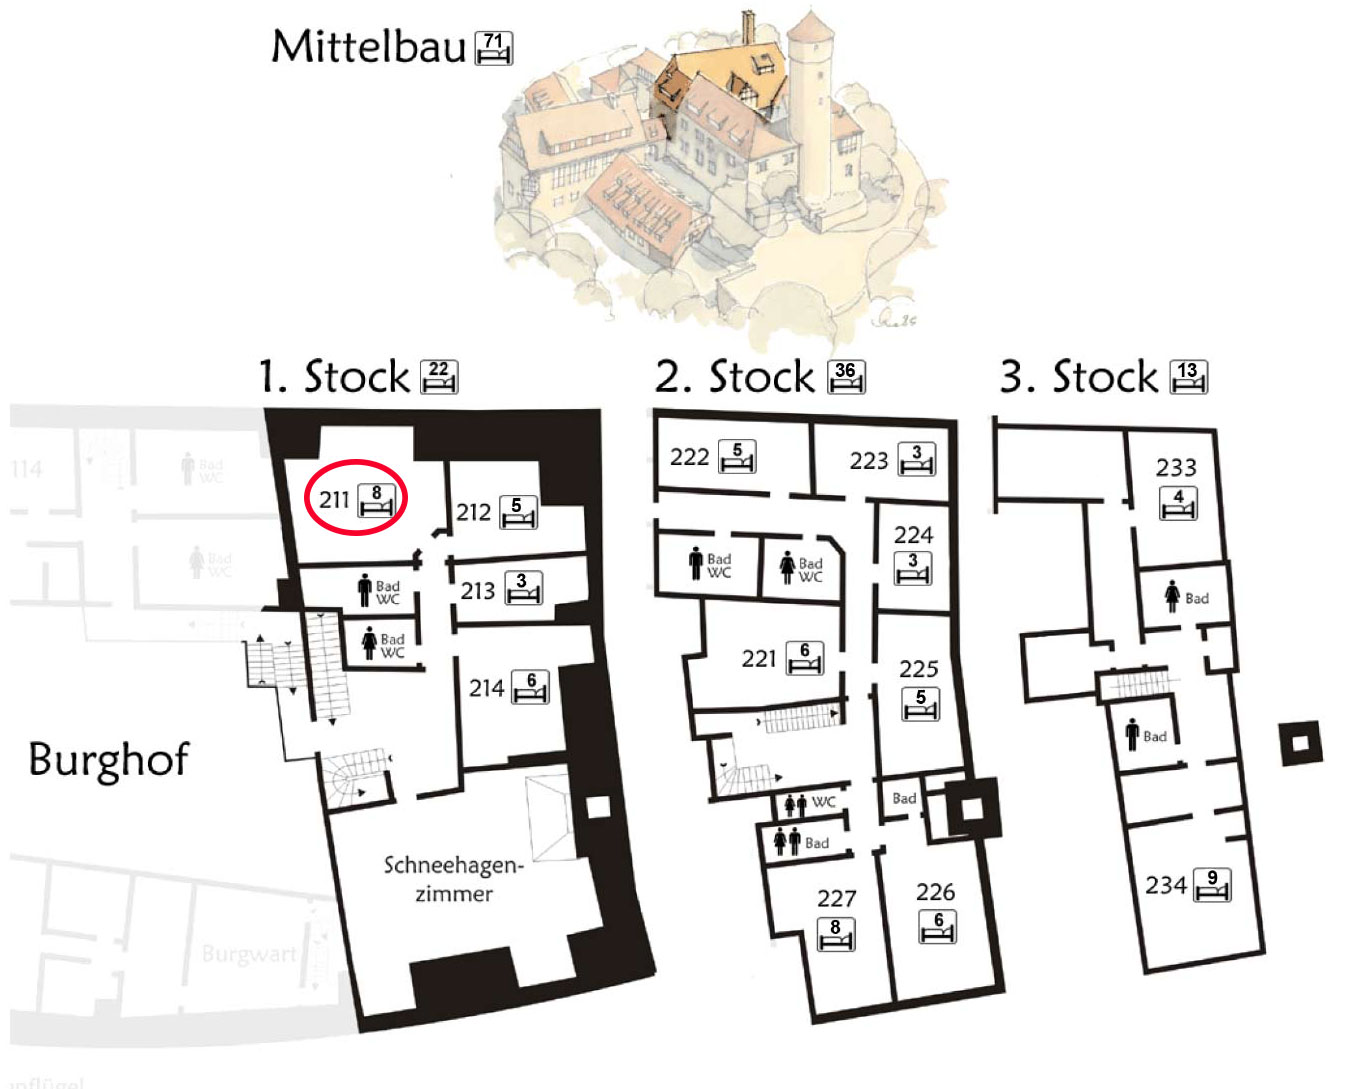 Mittelbau 71
1. Stock 22
2. Stock 36
3. Stock 13
114
Bad
WC
Bad
WC
211 8
212 5
Bad
WC
213 3
Bad
WC
214 6
Burghof
Schneehagen-
zimmer
Burgwart
222 5
223 3
224
3
Bad
WC
Bad
WC
221 6
225
5
WC
Bad
Bad
227
8
226
6
233
4
Bad
Bad
234 9